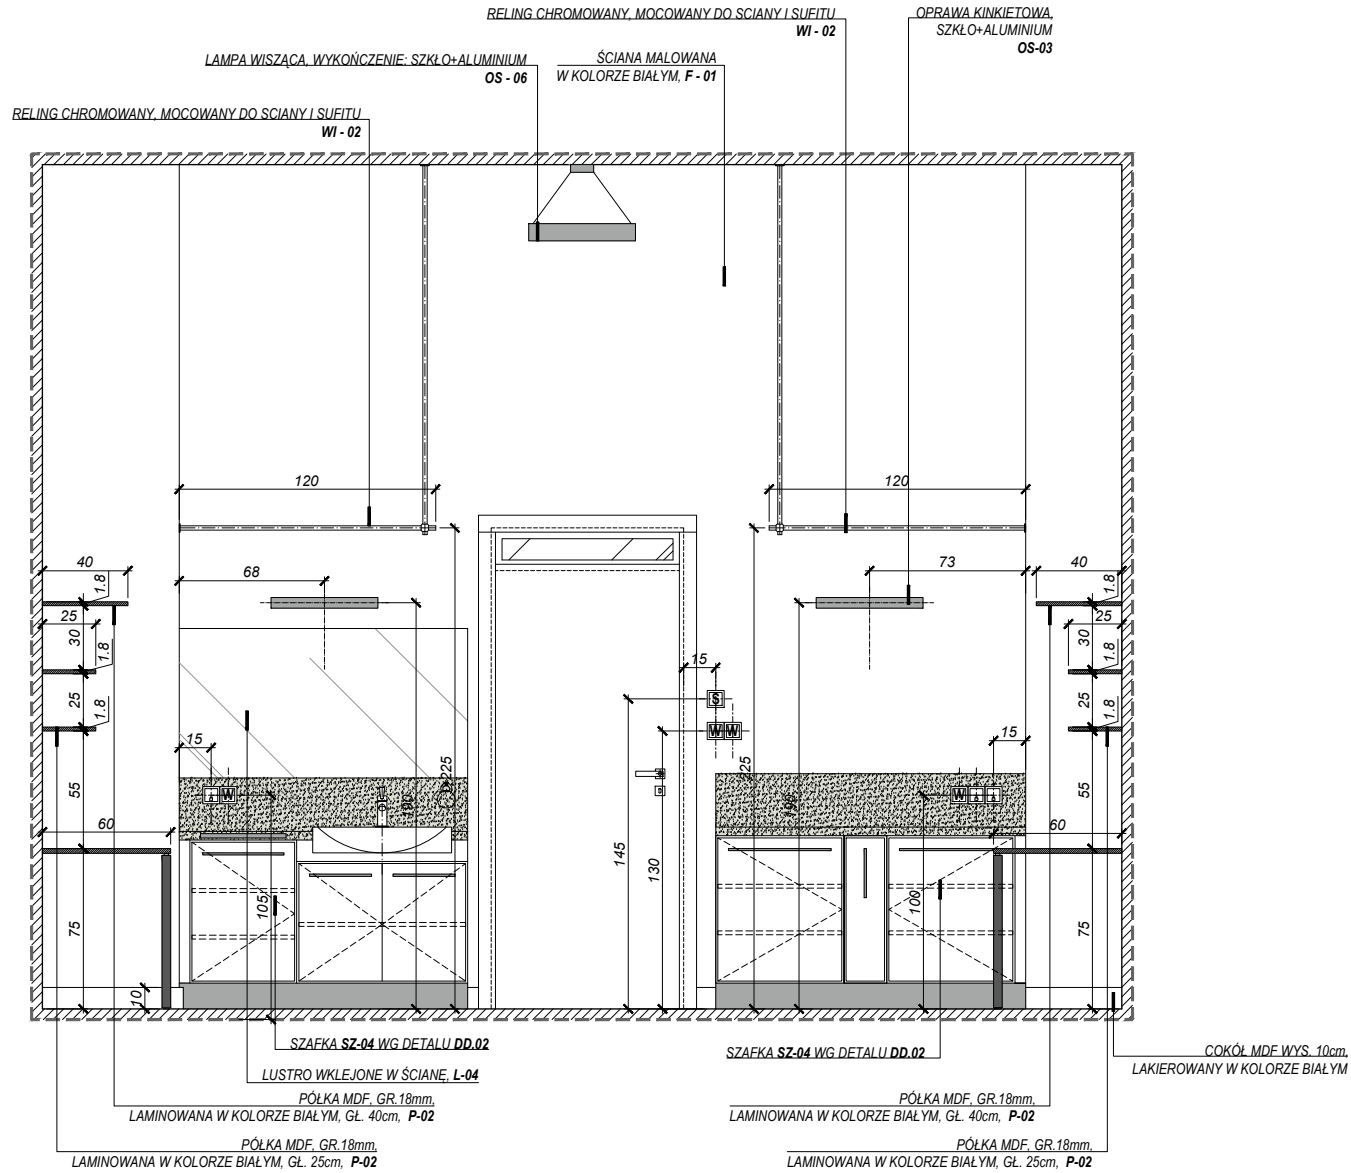 RELING CHROMOWANY, MOCOWANY DO SCIANY I SUFITU
WI - 02
OPRAWA KINKIETOWA,
SZKŁO+ALUMINIUM
OS-03
LAMPA WISZĄCA, WYKOŃCZENIE: SZKŁO+ALUMINIUM
OS - 06
ŚCIANA MALOWANA
W KOLORZE BIAŁYM, F - 01
RELING CHROMOWANY, MOCOWANY DO SCIANY I SUFITU
WI - 02
120
120
40
1.8
68
73
1.8
40
25
30
1.8
25
30
1.8
15
S
25
1.8
25
1.8
15
W W
15
225
225
W
190
190
W
55
55
60
60
145
130
105
100
75
75
10
SZAFKA SZ-04 WG DETALU DD.02
SZAFKA SZ-04 WG DETALU DD.02
COKÓŁ MDF WYS. 10cm,
LAKIEROWANY W KOLORZE BIAŁYM
LUSTRO WKLEJONE W ŚCIANĘ, L-04
PÓŁKA MDF, GR.18mm,
LAMINOWANA W KOLORZE BIAŁYM, GŁ. 40cm, P-02
PÓŁKA MDF, GR.18mm,
LAMINOWANA W KOLORZE BIAŁYM, GŁ. 40cm, P-02
PÓŁKA MDF, GR.18mm,
LAMINOWANA W KOLORZE BIAŁYM, GŁ. 25cm, P-02
PÓŁKA MDF, GR.18mm,
LAMINOWANA W KOLORZE BIAŁYM, GŁ. 25cm, P-02